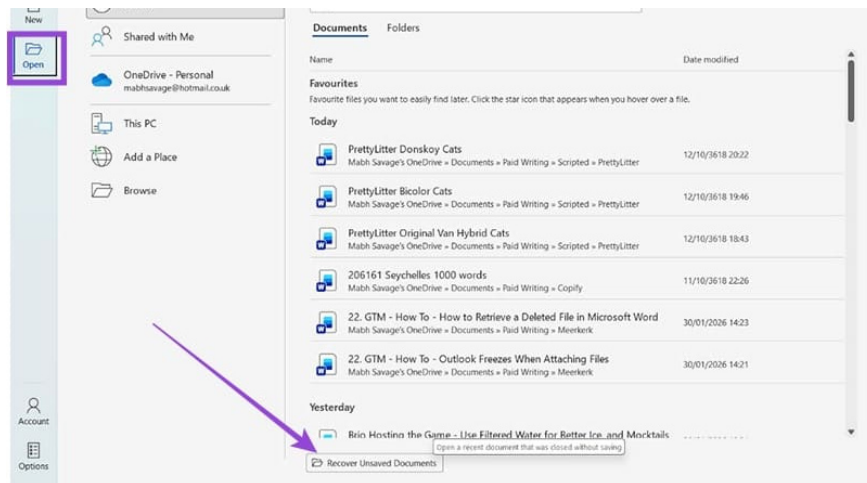 New
Open
Shared with Me
OneDrive - Personal
mabhsavage@hotmail.co.uk
This PC
Add a Place
Browse
Account
Options
Documents Folders
Name Date modified
Favourites
Favourite files you want to easily find later. Click the star icon that appears when you hover over a file.
Today
PrettyLitter Donskoy Cats
Mabh Savage's OneDrive » Documents » Paid Writing » Scripted » PrettyLitter
12/10/3618 20:22
PrettyLitter Bicolor Cats
Mabh Savage's OneDrive » Documents » Paid Writing » Scripted » PrettyLitter
12/10/3618 19:46
PrettyLitter Original Van Hybrid Cats
Mabh Savage's OneDrive » Documents » Paid Writing » Scripted » PrettyLitter
12/10/3618 18:43
206161 Seychelles 1000 words
Mabh Savage's OneDrive » Documents » Paid Writing » Copify
11/10/3618 22:26
22. GTM - How To - How to Retrieve a Deleted File in Microsoft Word
Mabh Savage's OneDrive » Documents » Paid Writing » Meerkerk
30/01/2026 14:23
22. GTM - How To - Outlook Freezes When Attaching Files
Mabh Savage's OneDrive » Documents » Paid Writing » Meerkerk
30/01/2026 14:21
Yesterday
Brio Hosting the Game - Use Filtered Water for Better Ice, and Mocktails
Open a recent document that was closed without saving
Recover Unsaved Documents